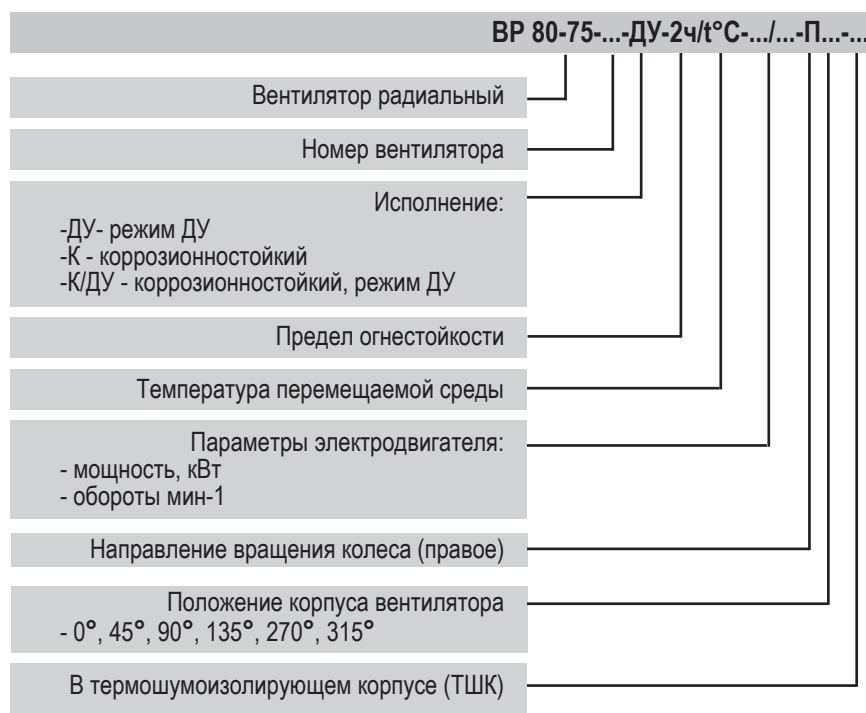 ВР 80-75-...-ДУ-2ч/t°С-.../...-П...-...
Вентилятор радиальный
Номер вентилятора
Исполнение:
-ДУ- режим ДУ
-К - коррозионностойкий
-К/ДУ - коррозионностойкий, режим ДУ
Предел огнестойкости
Температура перемещаемой среды
Параметры электродвигателя:
- мощность, кВт
- обороты мин-1
Направление вращения колеса (правое)
Положение корпуса вентилятора
- 0°, 45°, 90°, 135°, 270°, 315°
В термошумоизолирующем корпусе (ТШК)